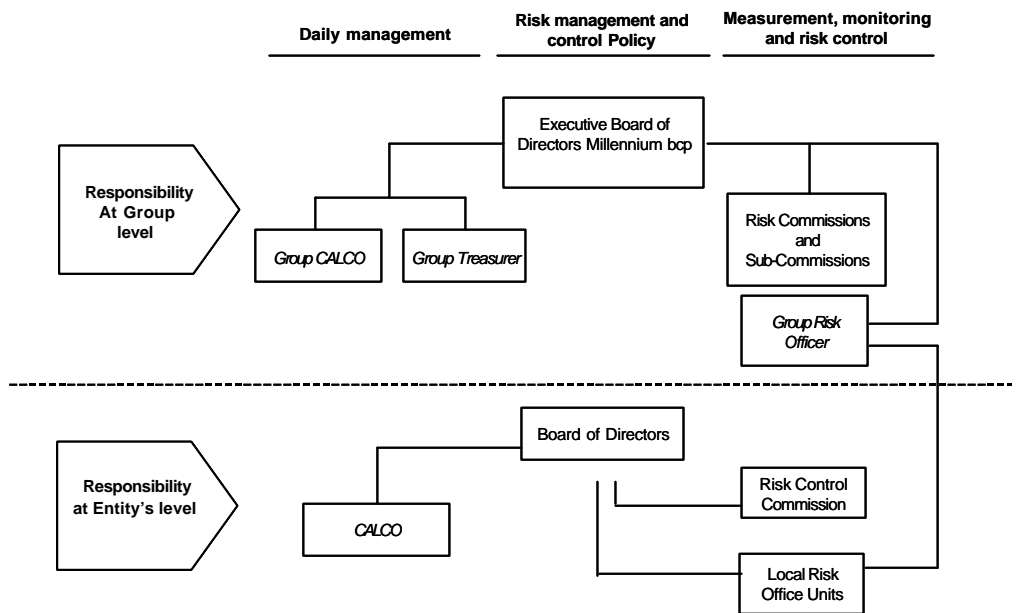 Daily management
Risk management and
control Policy
Measurement, monitoring
and risk control
Responsibility
At Group
level
Executive Board of
Directors Millennium bcp
Group CALCO
Group Treasurer
Risk Commissions
and
Sub-Commissions
Group Risk
Officer
Responsibility
at Entity's level
Board of Directors
CALCO
Risk Control
Commission
Local Risk
Office Units